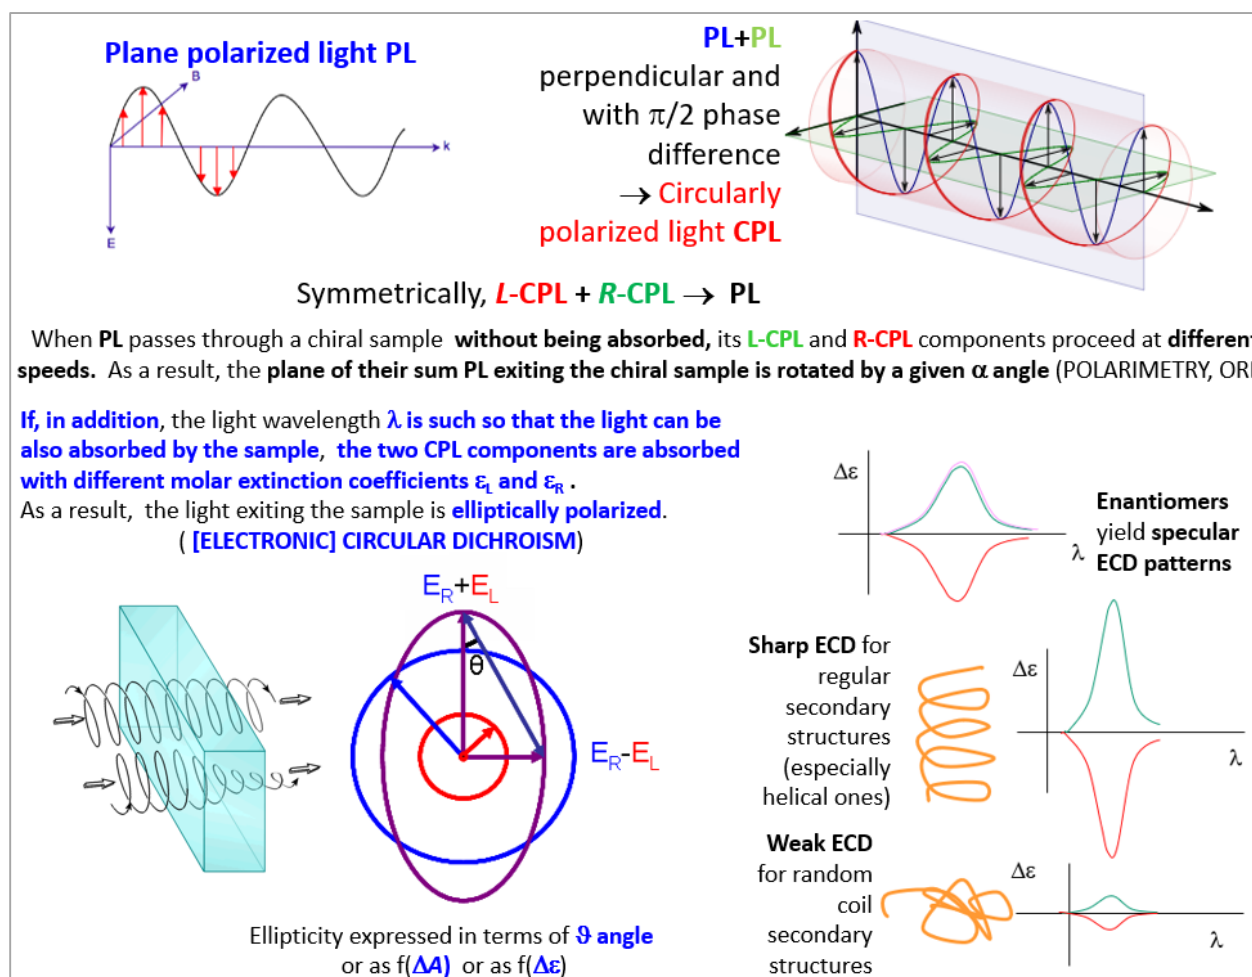 Plane polarized light PL
B
k
E
PL+PL
perpendicular and
with π/2 phase
difference
→ Circularly
polarized light CPL
Symmetrically, L-CPL + R-CPL → PL
When PL passes through a chiral sample without being absorbed, its L-CPL and R-CPL components proceed at different
speeds. As a result, the plane of their sum PL exiting the chiral sample is rotated by a given α angle (POLARIMETRY, OR
If, in addition, the light wavelength λ is such so that the light can be
also absorbed by the sample, the two CPL components are absorbed
with different molar extinction coefficients εL and εR .
As a result, the light exiting the sample is elliptically polarized.
( [ELECTRONIC] CIRCULAR DICHROISM)
Δε
λ
Enantiomers
yield specular
ECD patterns
ER+EL
θ
ER-EL
Ellipticity expressed in terms of ϑ angle
or as f(ΔA) or as f(Δε)
Sharp ECD for
regular
secondary
structures
(especially
helical ones)
Δε
λ
Weak ECD
for random
coil
secondary
structures
Δε
λ